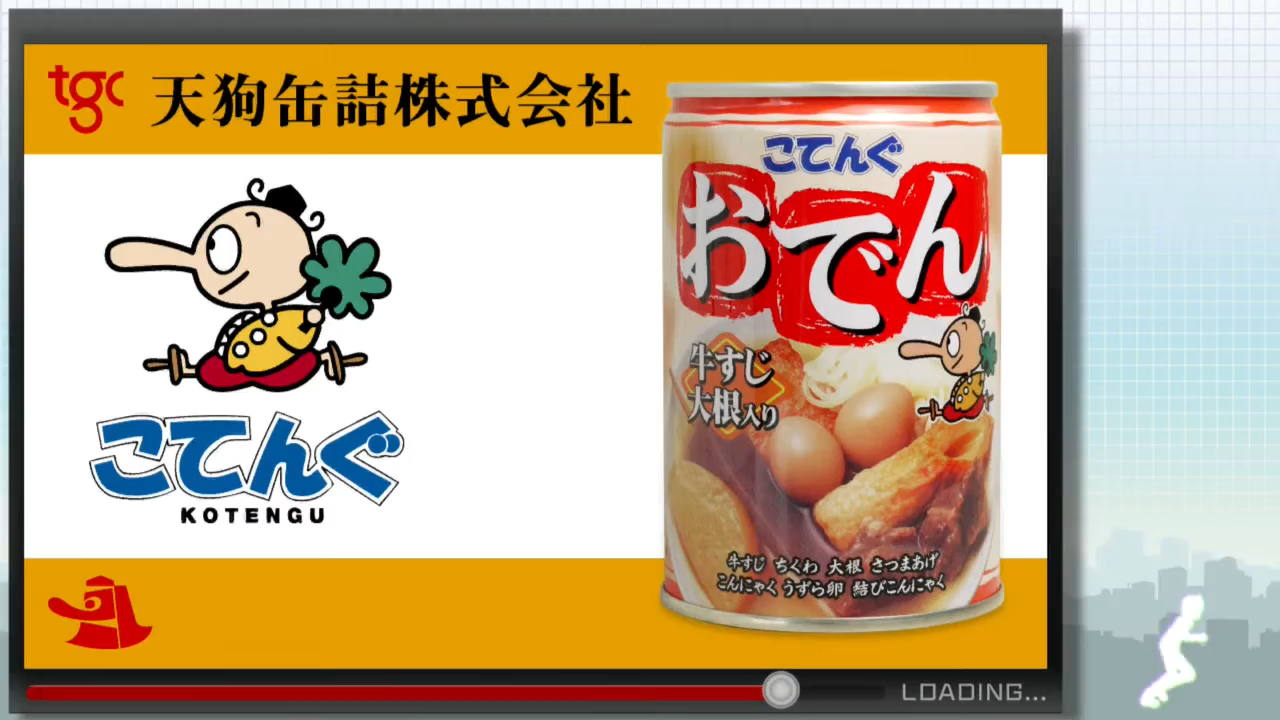 tgc 天狗缶詰株式会社
こてんぐ
おでん
牛すじ
大根入り
牛すじ ちくわ 大根 さつまあげ
こんにゃく うずら卵 結びこんにゃく
こてんぐ
KOTENGU
LOADING...